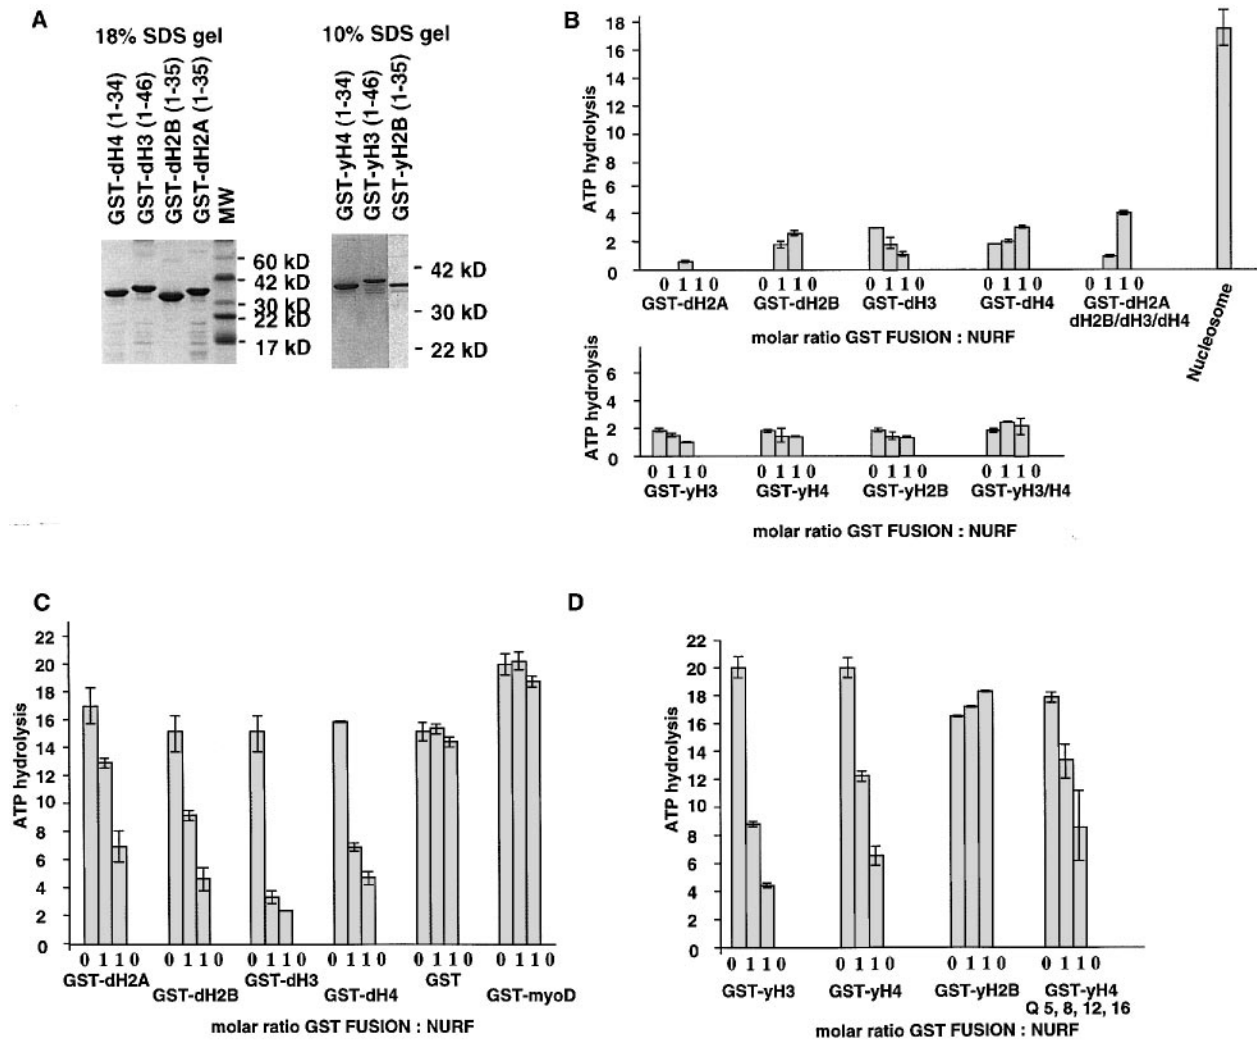 A
18% SDS gel
10% SDS gel
GST-dH4 (1-34)
GST-dH3 (1-46)
GST-dH2B (1-35)
GST-dH2A (1-35)
MW
60 kD
42 kD
30 kD
22 kD
17 kD
GST-yH4 (1-34)
GST-yH3 (1-46)
GST-yH2B (1-35)
42 kD
30 kD
22 kD
B
ATP hydrolysis
18
16
14
12
10
8
6
4
2
0
0 1 10
0 1 10
0 1 10
0 1 10
0 1 10
GST-dH2A
GST-dH2B
GST-dH3
GST-dH4
GST-dH2A
dH2B/dH3/dH4
Nucleosome
molar ratio GST FUSION : NURF
ATP hydrolysis
6
4
2
0
0 1 10
0 1 10
0 1 10
0 1 10
GST-yH3
GST-yH4
GST-yH2B
GST-yH3/H4
molar ratio GST FUSION : NURF
C
ATP hydrolysis
22
20
18
16
14
12
10
8
6
4
2
0
0 1 10
0 1 10
0 1 10
0 1 10
0 1 10
0 1 10
GST-dH2A
GST-dH2B
GST-dH3
GST-dH4
GST
GST-myoD
molar ratio GST FUSION : NURF
D
ATP hydrolysis
22
20
18
16
14
12
10
8
6
4
2
0
0 1 10
0 1 10
0 1 10
0 1 10
GST-yH3
GST-yH4
GST-yH2B
GST-yH4
Q 5, 8, 12, 16
molar ratio GST FUSION : NURF